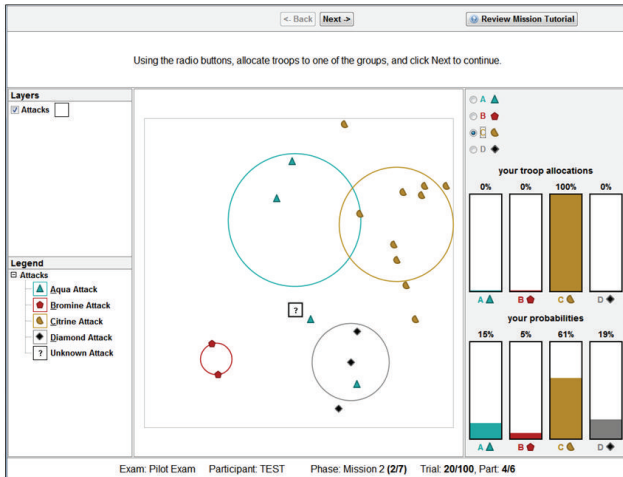 <- Back Next -> Review Mission Tutorial
Using the radio buttons, allocate troops to one of the groups, and click Next to continue.
Layers
Attacks
Legend
Attacks
Aqua Attack
Bromine Attack
Citrine Attack
Diamond Attack
? Unknown Attack
?
A
B
C
D
your troop allocations
0% 0% 100% 0%
A B C D
your probabilities
15% 5% 61% 19%
A B C D
Exam: Pilot Exam Participant: TEST Phase: Mission 2 (2/7) Trial: 20/100, Part: 4/6